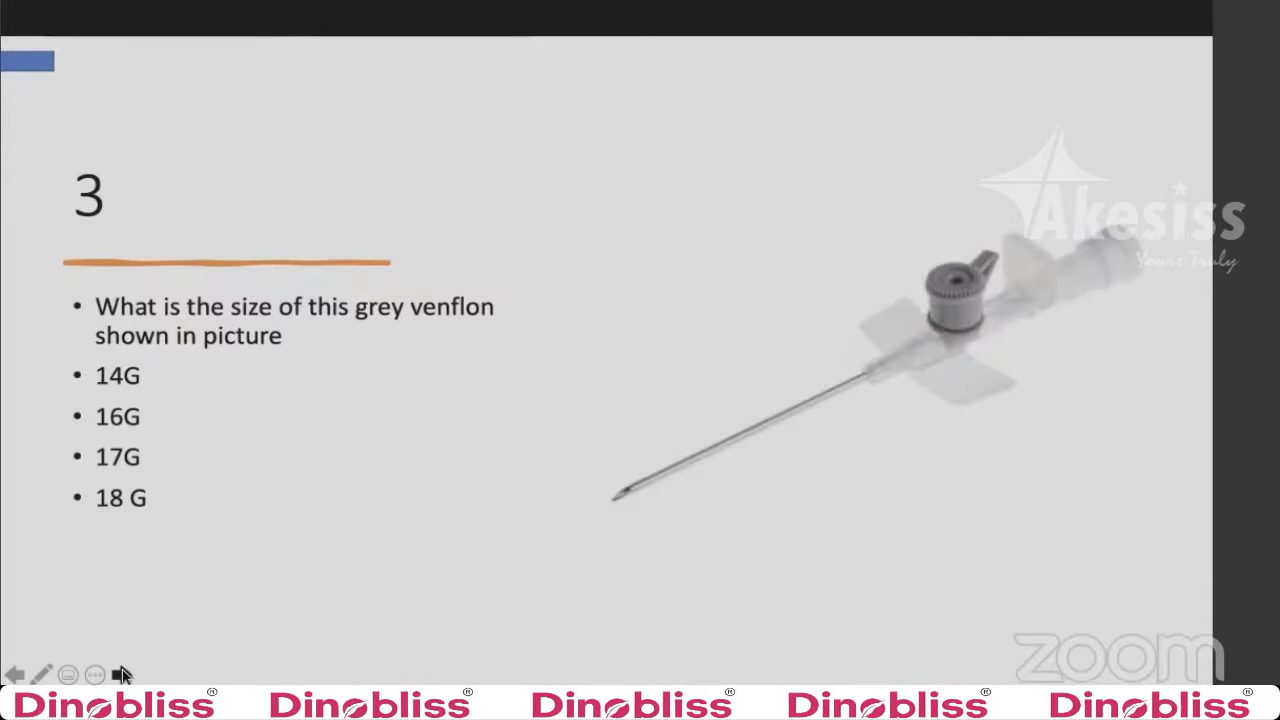 Akesiss
Yours Truly
3
• What is the size of this grey venflon
shown in picture
• 14G
• 16G
• 17G
• 18 G
zoom
Dinobliss® Dinobliss® Dinobliss® Dinobliss® Dinobliss®